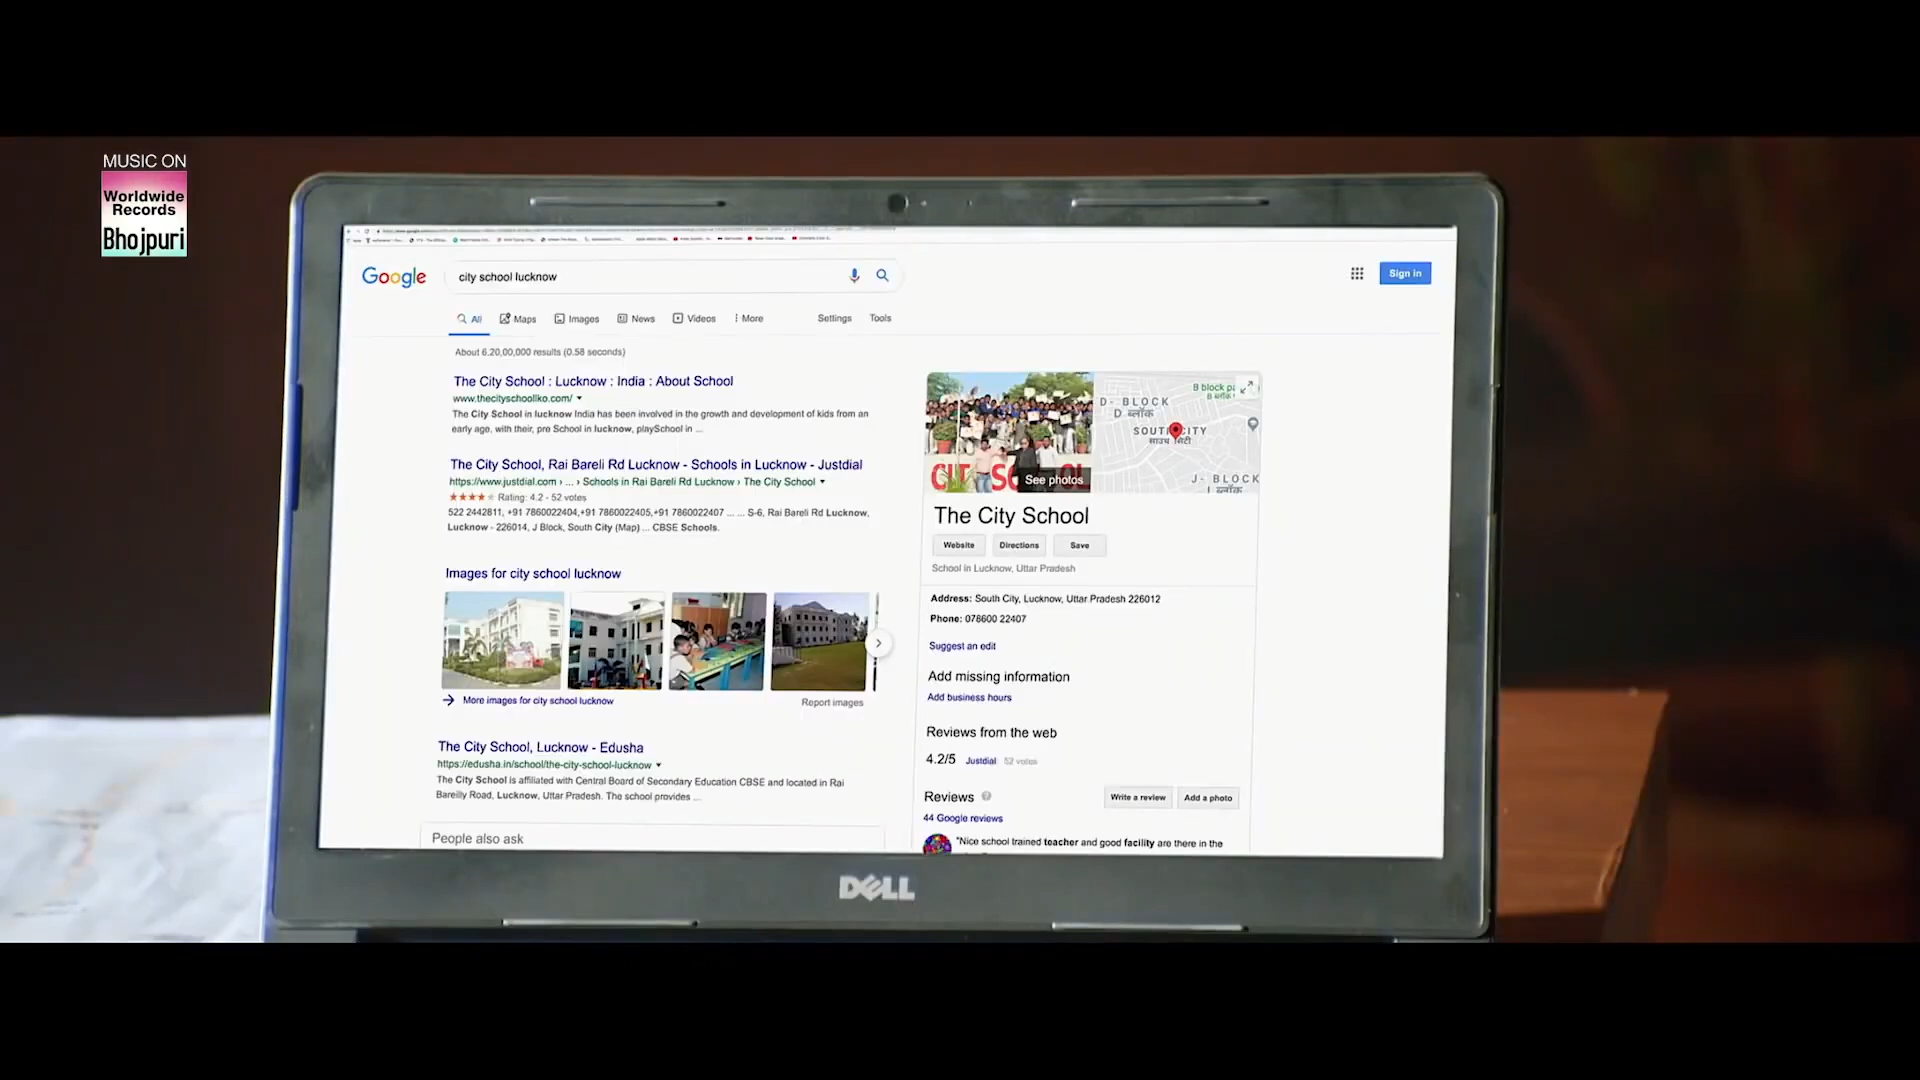 MUSIC ON
Worldwide
Records
Bhojpuri
Google
city school lucknow
Sign in
All
Maps
Images
News
Videos
More
Settings
Tools
About 6,20,00,000 results (0.58 seconds)
The City School : Lucknow : India : About School
www.thecityschoollko.com/
The City School in lucknow India has been involved in the growth and development of kids from an
early age, with their, pre School in lucknow, playSchool in ...
The City School, Rai Bareli Rd Lucknow - Schools in Lucknow - Justdial
https://www.justdial.com › ... › Schools in Rai Bareli Rd Lucknow › The City School
Rating: 4.2 - 52 votes
522 2442811, +91 7860022404,+91 7860022405,+91 7860022407 ... ... S-6, Rai Bareli Rd Lucknow,
Lucknow - 226014, J Block, South City (Map) ... CBSE Schools.
Images for city school lucknow
More images for city school lucknow
Report images
The City School, Lucknow - Edusha
https://edusha.in/school/the-city-school-lucknow
The City School is affiliated with Central Board of Secondary Education CBSE and located in Rai
Bareilly Road, Lucknow, Uttar Pradesh. The school provides ...
People also ask
See photos
B block
D- BLOCK
D ब्लॉक
SOUTH CITY
साउथ सिटी
J- BLOCK
The City School
Website
Directions
Save
School in Lucknow, Uttar Pradesh
Address: South City, Lucknow, Uttar Pradesh 226012
Phone: 078600 22407
Suggest an edit
Add missing information
Add business hours
Reviews from the web
4.2/5 Justdial 52 votes
Reviews
Write a review
Add a photo
44 Google reviews
"Nice school trained teacher and good facility are there in the
DELL